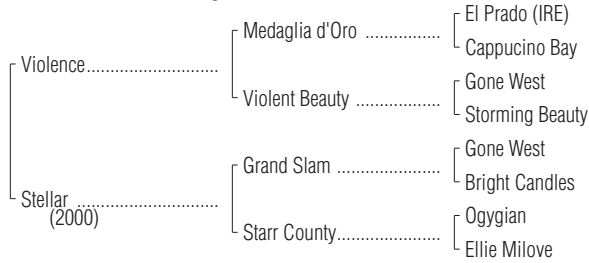 El Prado (IRE)
Medaglia d'Oro ................
Cappucino Bay
Violence...........................
Gone West
Violent Beauty ..................
Storming Beauty
Gone West
Grand Slam ......................
Bright Candles
Stellar .............................
(2000)
Ogygian
Starr County.....................
Ellie Milove